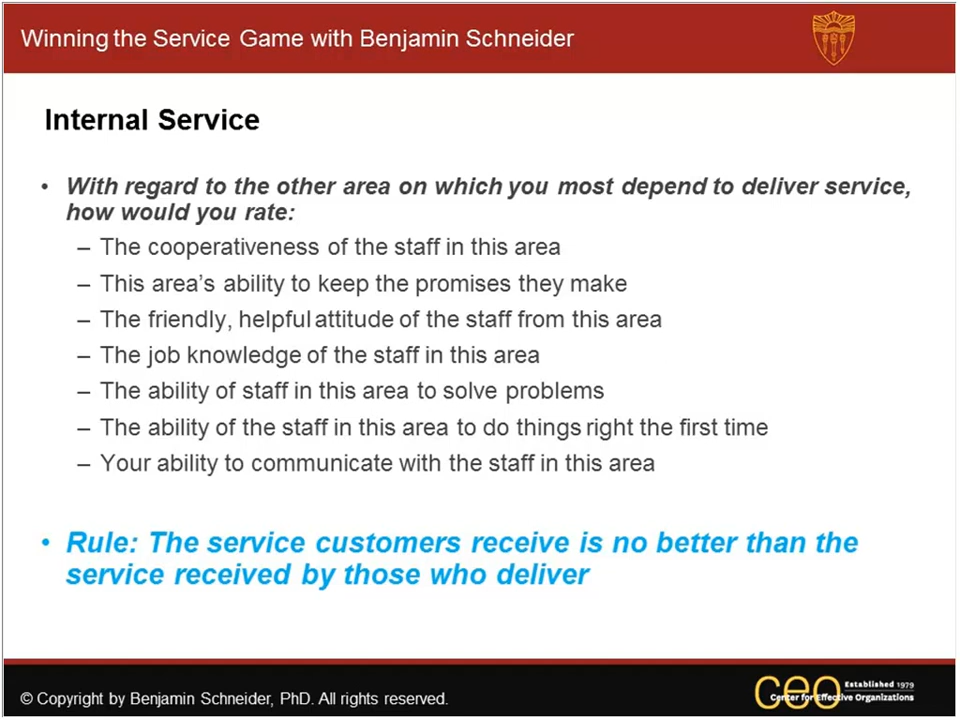 Winning the Service Game with Benjamin Schneider
Internal Service
• With regard to the other area on which you most depend to deliver service,
how would you rate:
– The cooperativeness of the staff in this area
– This area's ability to keep the promises they make
– The friendly, helpful attitude of the staff from this area
– The job knowledge of the staff in this area
– The ability of staff in this area to solve problems
– The ability of the staff in this area to do things right the first time
– Your ability to communicate with the staff in this area
• Rule: The service customers receive is no better than the
service received by those who deliver
© Copyright by Benjamin Schneider, PhD. All rights reserved.
ceo Established 1979
Center for Effective Organizations